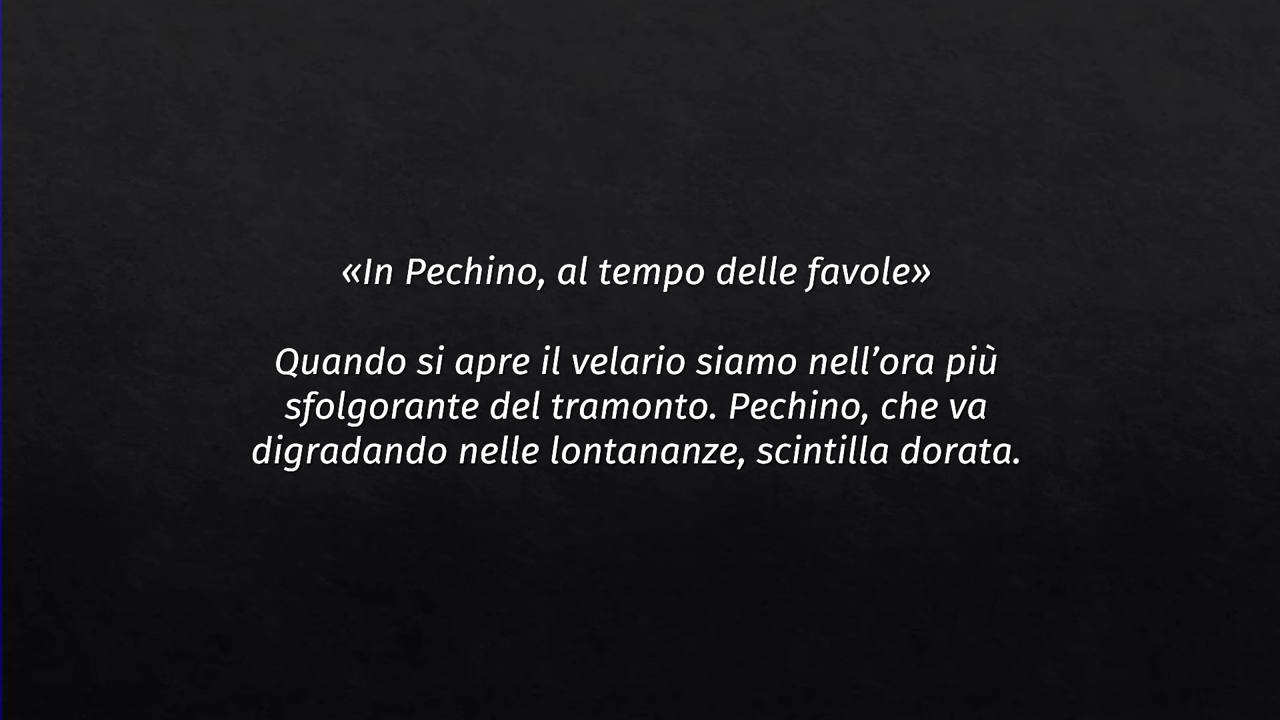 «In Pechino, al tempo delle favole»
Quando si apre il velario siamo nell’ora più
sfolgorante del tramonto. Pechino, che va
digradando nelle lontananze, scintilla dorata.